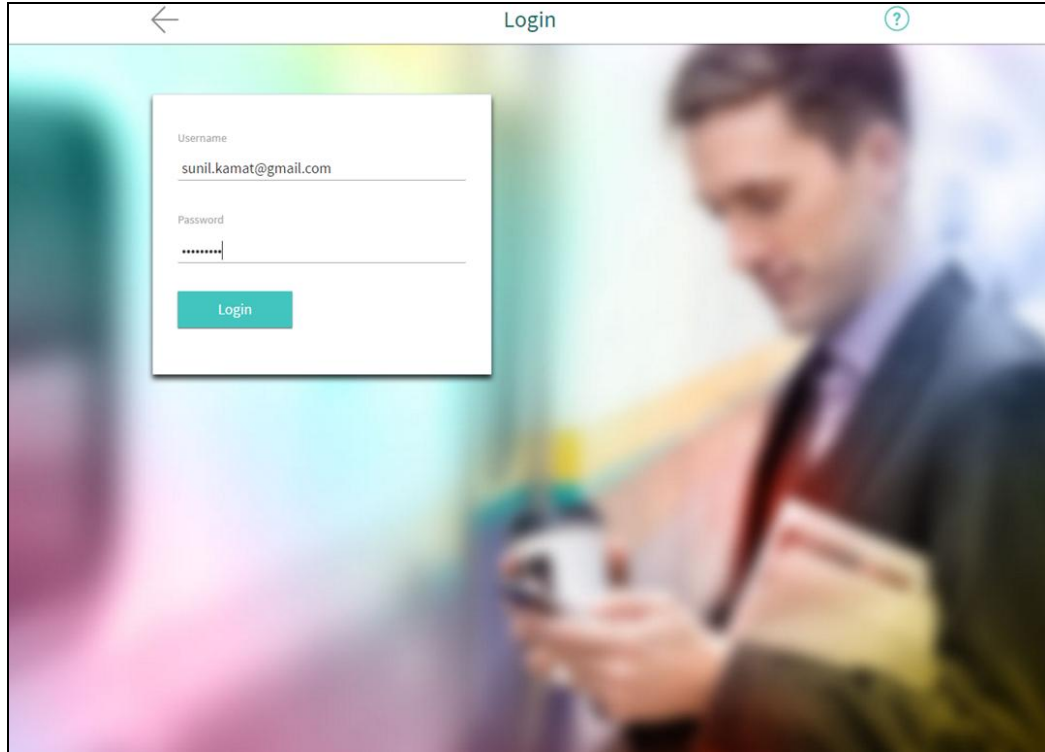 Login
?
Username
sunil.kamat@gmail.com
Password
•••••••••
Login